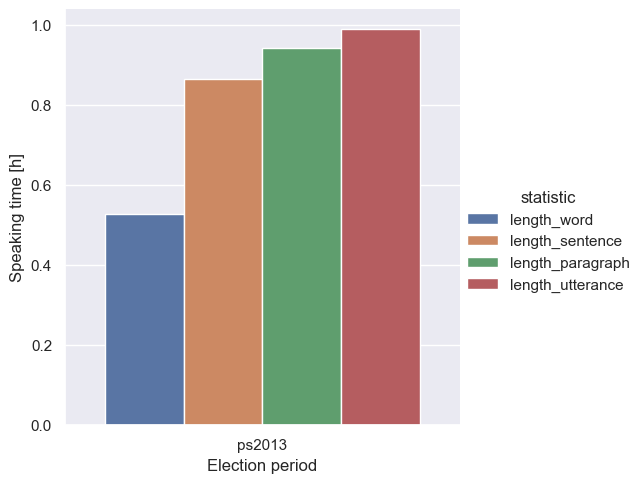 1.0
0.8
0.6
0.4
0.2
0.0
Speaking time [h]
ps2013
Election period
statistic
length_word
length_sentence
length_paragraph
length_utterance